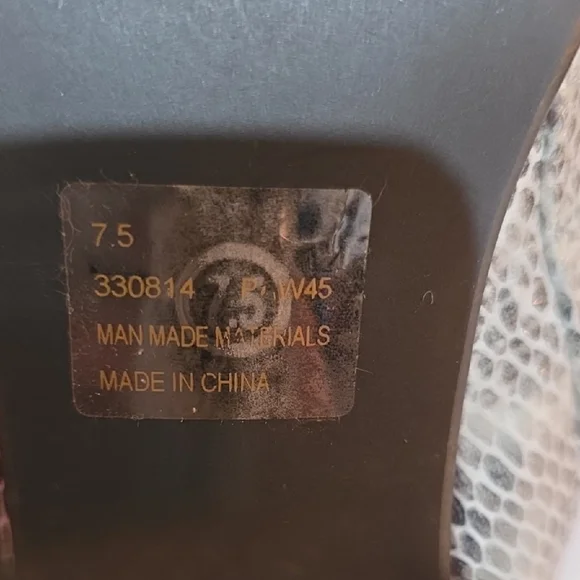 7.5
330814 P W45
MAN MADE MATERIALS
MADE IN CHINA
7.5